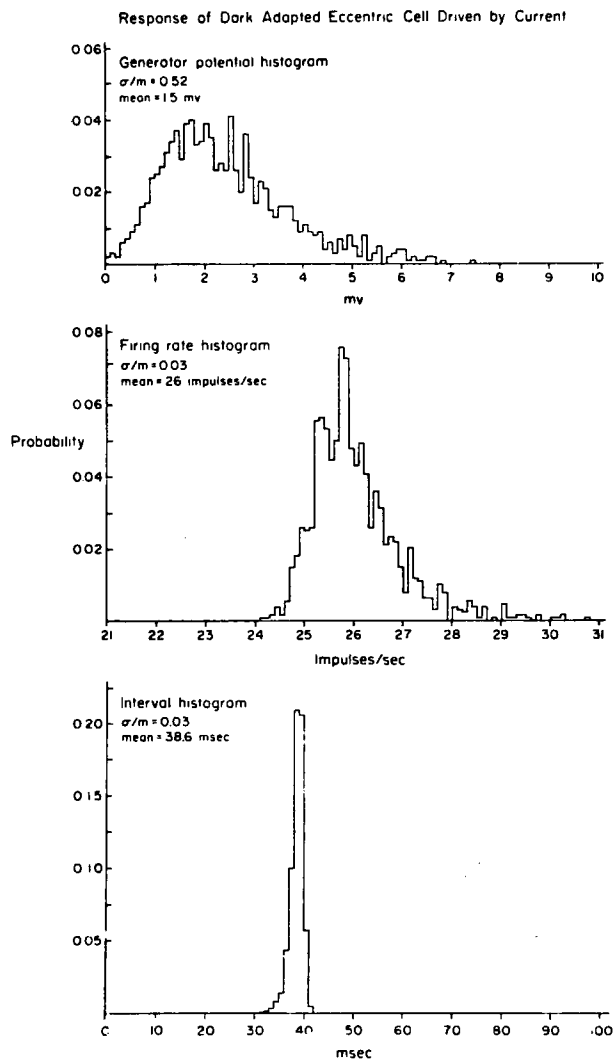 Response of Dark Adapted Eccentric Cell Driven by Current
Generator potential histogram
σ/m = 0.52
mean = 1.5 mv
0.06
0.04
0.02
0 1 2 3 4 5 6 7 8 9 10
mv
Firing rate histogram
σ/m = 0.03
mean = 26 impulses/sec
Probability
0.08
0.06
0.04
0.02
21 22 23 24 25 26 27 28 29 30 31
Impulses/sec
Interval histogram
σ/m = 0.03
mean = 38.6 msec
0.20
0.15
0.10
0.05
0 10 20 30 40 50 60 70 80 90 100
msec